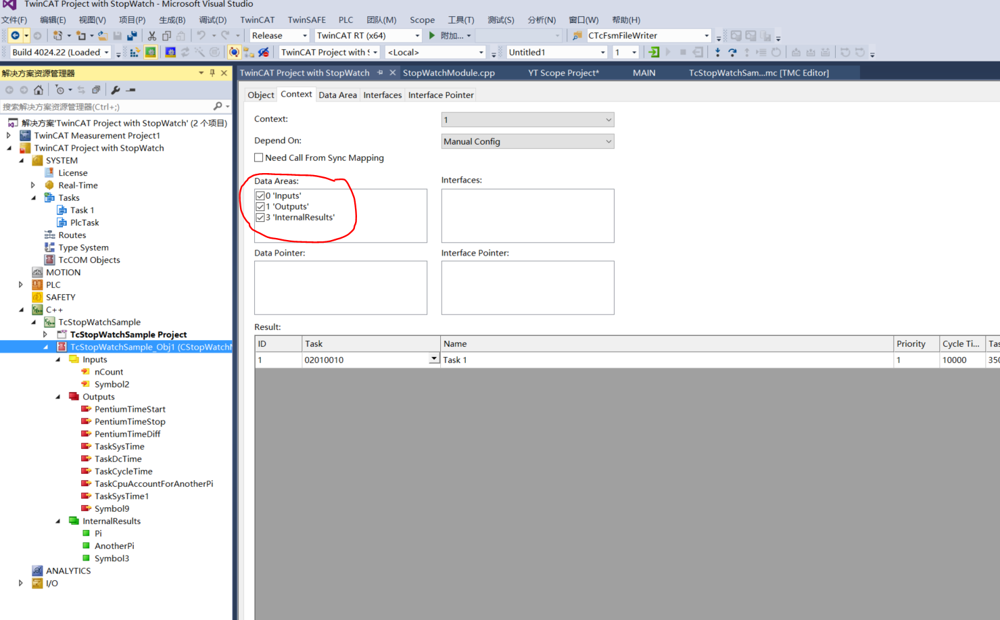 TwinCAT Project with StopWatch - Microsoft Visual Studio
文件(F) 编辑(E) 视图(V) 项目(P) 生成(B) 调试(D) TwinCAT TwinSAFE PLC 团队(M) Scope 工具(T) 测试(S) 分析(N) 窗口(W) 帮助(H)
Release TwinCAT RT (x64) 附加... CTcFsmFileWriter
Build 4024.22 (Loaded) TwinCAT Project with S <Local> Untitled1 1
解决方案资源管理器
搜索解决方案资源管理器(Ctrl+;)
解决方案'TwinCAT Project with StopWatch' (2 个项目)
TwinCAT Measurement Project1
TwinCAT Project with StopWatch
SYSTEM
License
Real-Time
Tasks
Task 1
PlcTask
Routes
Type System
TcCOM Objects
MOTION
PLC
SAFETY
C++
TcStopWatchSample
TcStopWatchSample Project
TcStopWatchSample_Obj1 (CStopWatchM
Inputs
nCount
Symbol2
Outputs
PentiumTimeStart
PentiumTimeStop
PentiumTimeDiff
TaskSysTime
TaskDcTime
TaskCycleTime
TaskCpuAccountForAnotherPi
TaskSysTime1
Symbol9
InternalResults
Pi
AnotherPi
Symbol3
ANALYTICS
I/O
TwinCAT Project with StopWatch StopWatchModule.cpp YT Scope Project* MAIN TcStopWatchSam...mc [TMC Editor]
Object Context Data Area Interfaces Interface Pointer
Context: 1
Depend On: Manual Config
Need Call From Sync Mapping
Data Areas: Interfaces:
0 'Inputs'
1 'Outputs'
3 'InternalResults'
Data Pointer: Interface Pointer:
Result:
ID Task Name Priority Cycle Ti... Tas
1 02010010 Task 1 1 10000 350